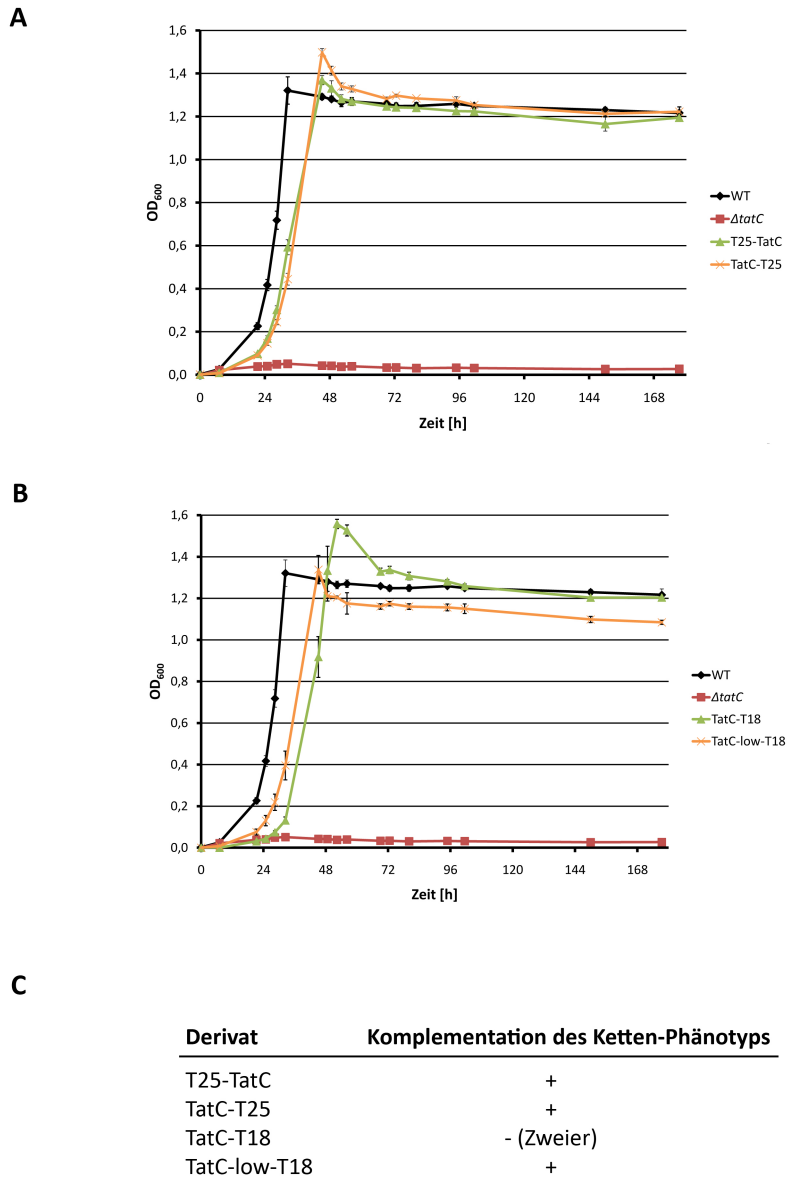 A
1,6
1,4
1,2
1,0
0,8
0,6
0,4
0,2
0,0
OD600
0 24 48 72 96 120 144 168
Zeit [h]
WT
ΔtatC
T25-TatC
TatC-T25
B
1,6
1,4
1,2
1,0
0,8
0,6
0,4
0,2
0,0
OD600
0 24 48 72 96 120 144 168
Zeit [h]
WT
ΔtatC
TatC-T18
TatC-low-T18
C
Derivat Komplementation des Ketten-Phänotyps
T25-TatC +
TatC-T25 +
TatC-T18 - (Zweier)
TatC-low-T18 +